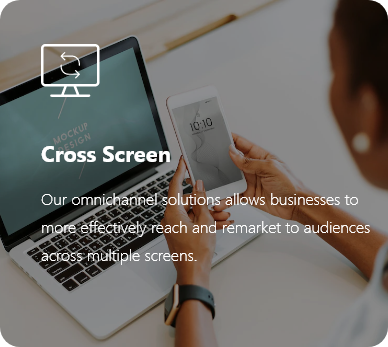 MOCKUP
DESIGN
10:10
Cross Screen
Our omnichannel solutions allows businesses to
more effectively reach and remarket to audiences
across multiple screens.